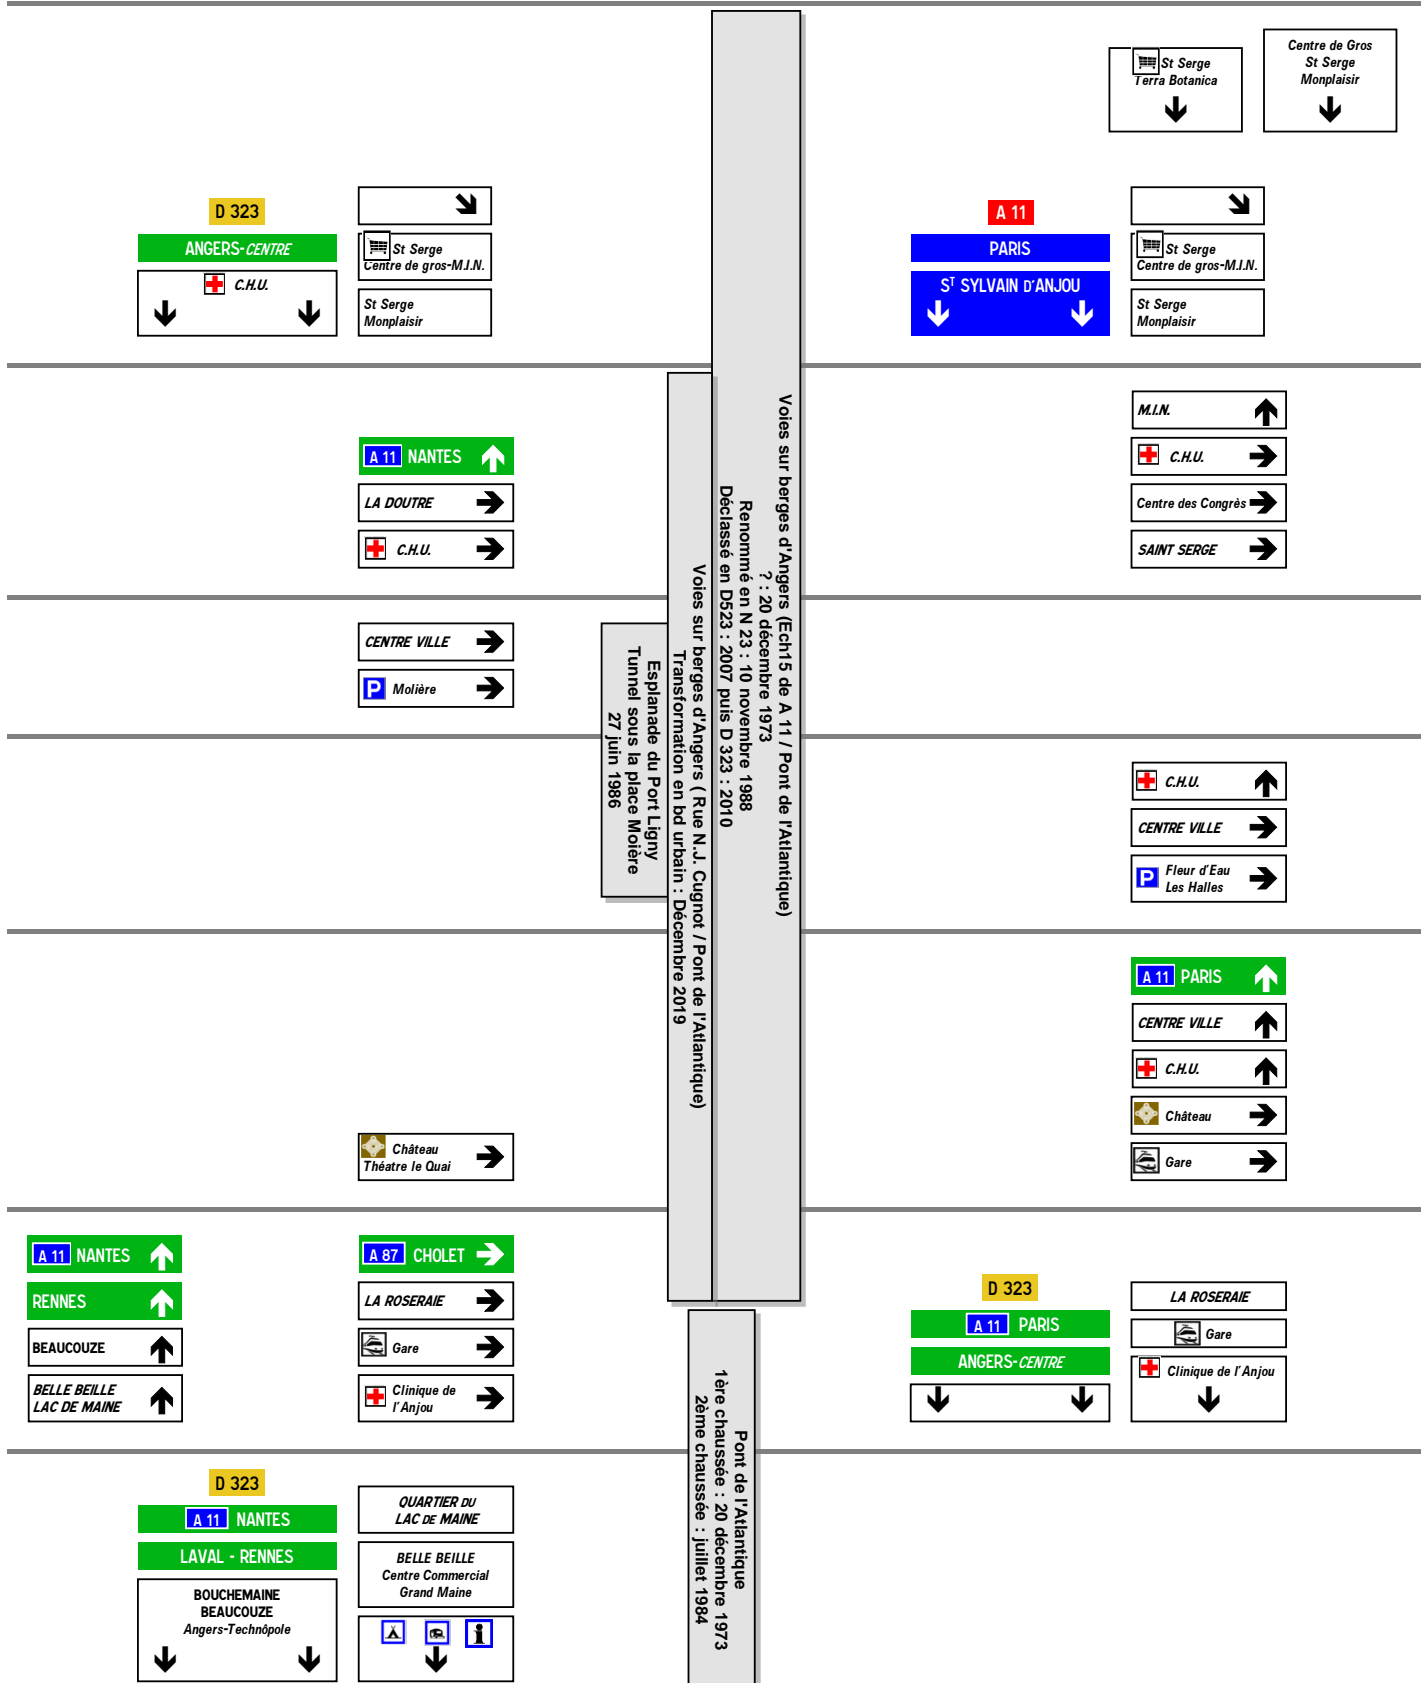 St Serge
Terra Botanica
Centre de Gros
St Serge
Monplaisir
D 323
ANGERS-CENTRE
C.H.U.
St Serge
Centre de gros-M.I.N.
St Serge
Monplaisir
A 11
PARIS
ST SYLVAIN D'ANJOU
St Serge
Centre de gros-M.I.N.
St Serge
Monplaisir
Voies sur berges d'Angers (Ech15 de A 11 / Pont de l'Atlantique)
? : 20 décembre 1973
Renommé en N 23 : 10 novembre 1988
Déclassé en D523 : 2007 puis D 323 : 2010
Voies sur berges d'Angers ( Rue N.J. Cugnot / Pont de l'Atlantique)
Transformation en bd urbain : Décembre 2019
Esplanade du Port Ligny
Tunnel sous la place Moière
27 juin 1986
A 11 NANTES
LA DOUTRE
C.H.U.
M.I.N.
C.H.U.
Centre des Congrès
SAINT SERGE
CENTRE VILLE
P Molière
C.H.U.
CENTRE VILLE
P Fleur d'Eau
Les Halles
A 11 PARIS
CENTRE VILLE
C.H.U.
Château
Gare
Château
Théatre le Quai
A 11 NANTES
RENNES
BEAUCOUZE
BELLE BEILLE
LAC DE MAINE
A 87 CHOLET
LA ROSERAIE
Gare
Clinique de
l'Anjou
D 323
A 11 PARIS
ANGERS-CENTRE
LA ROSERAIE
Gare
Clinique de l'Anjou
Pont de l'Atlantique
1ère chaussée : 20 décembre 1973
2ème chaussée : juillet 1984
D 323
A 11 NANTES
LAVAL - RENNES
BOUCHEMAINE
BEAUCOUZE
Angers-Technôpole
QUARTIER DU
LAC DE MAINE
BELLE BEILLE
Centre Commercial
Grand Maine
i